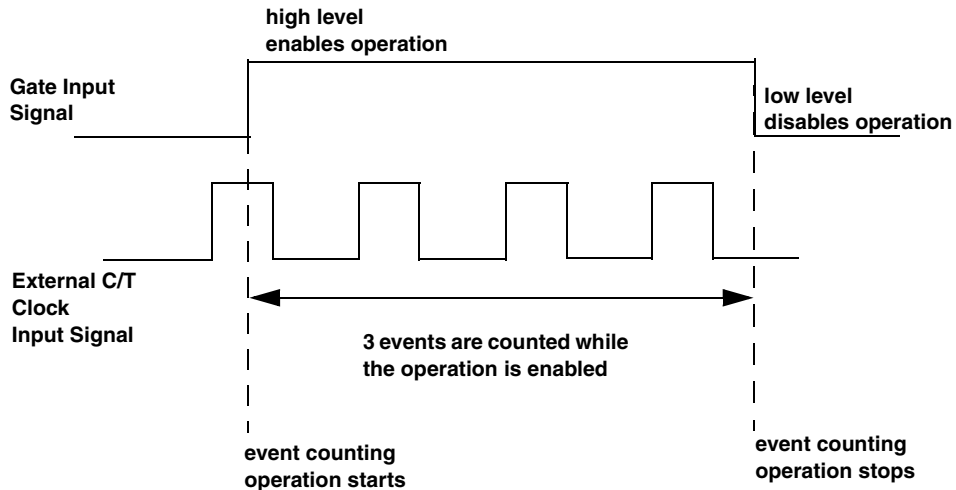 high level
enables operation
Gate Input
Signal
low level
disables operation
External C/T
Clock
Input Signal
3 events are counted while
the operation is enabled
event counting
operation starts
event counting
operation stops